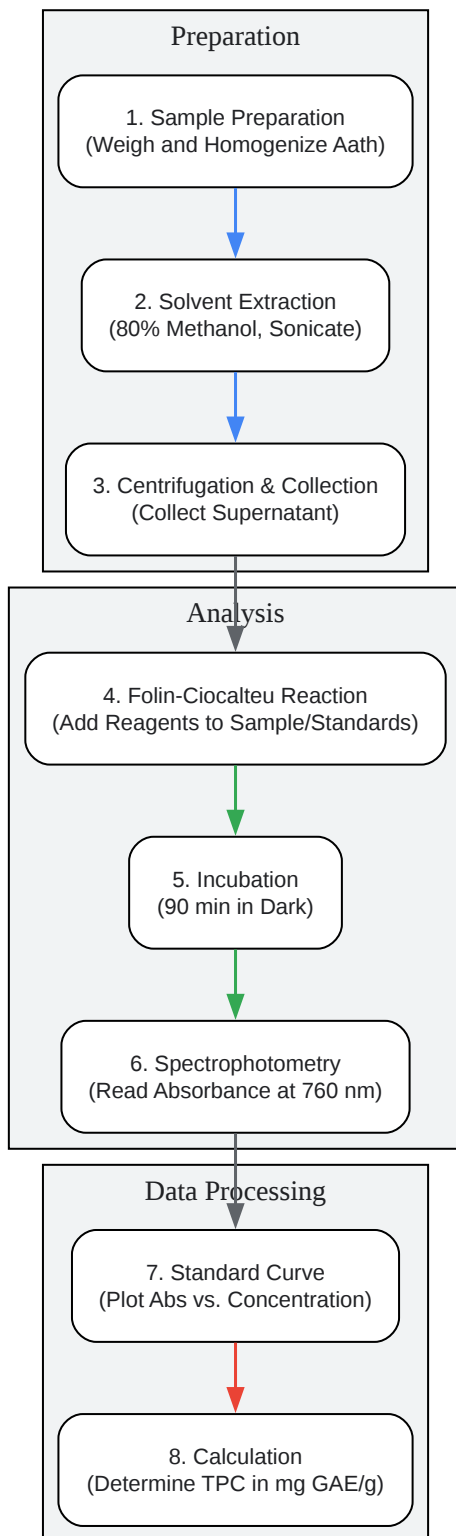 Preparation
1. Sample Preparation
(Weigh and Homogenize Aath)
2. Solvent Extraction
(80% Methanol, Sonicate)
3. Centrifugation & Collection
(Collect Supernatant)
Analysis
4. Folin-Ciocalteu Reaction
(Add Reagents to Sample/Standards)
5. Incubation
(90 min in Dark)
6. Spectrophotometry
(Read Absorbance at 760 nm)
Data Processing
7. Standard Curve
(Plot Abs vs. Concentration)
8. Calculation
(Determine TPC in mg GAE/g)